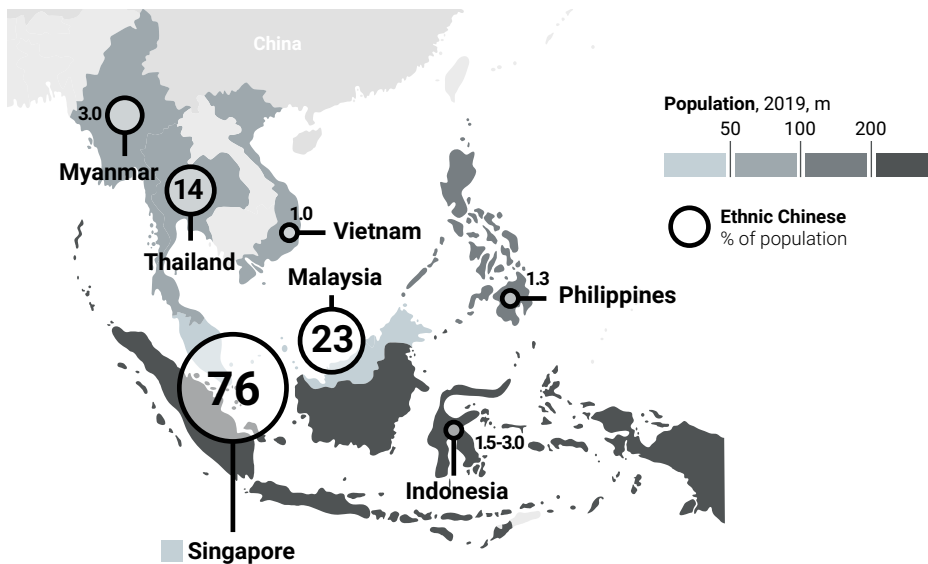 China
Population, 2019, m
50 100 200
Ethnic Chinese
% of population
3.0
Myanmar
14
Thailand
1.0
Vietnam
Malaysia
23
1.3
Philippines
76
1.5-3.0
Indonesia
Singapore